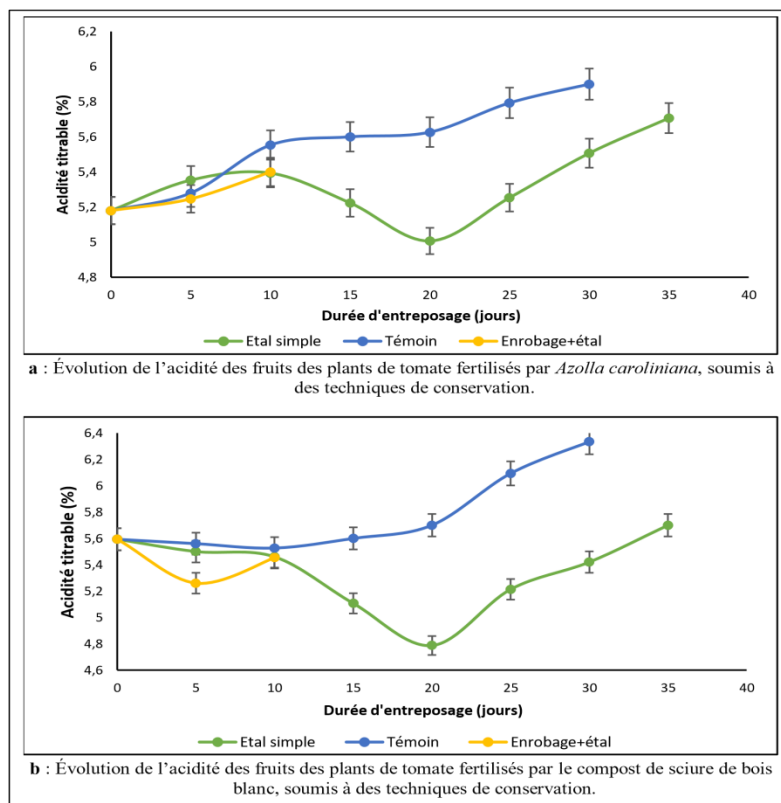 6,2
6
5,8
5,6
5,4
5,2
5
4,8
Acidité titrable (%)
0 5 10 15 20 25 30 35 40
Durée d'entreposage (jours)
Etal simple Témoin Enrobage+étal
a : Évolution de l’acidité des fruits des plants de tomate fertilisés par Azolla caroliniana, soumis à
des techniques de conservation.
6,4
6,2
6
5,8
5,6
5,4
5,2
5
4,8
4,6
Acidité titrable (%)
0 5 10 15 20 25 30 35 40
Durée d'entreposage (jours)
Etal simple Témoin Enrobage+étal
b : Évolution de l’acidité des fruits des plants de tomate fertilisés par le compost de sciure de bois
blanc, soumis à des techniques de conservation.